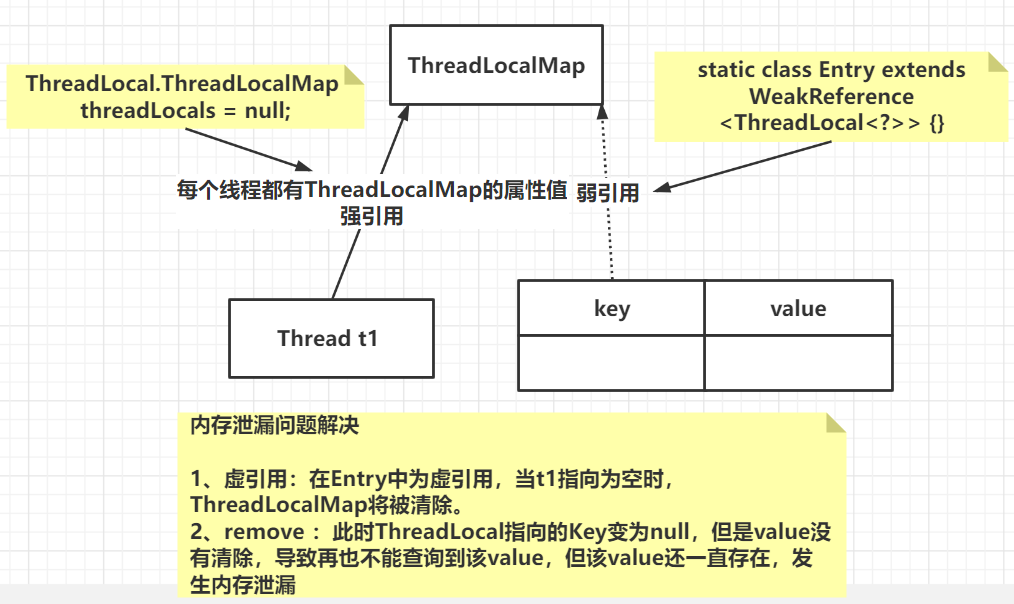 ThreadLocalMap
ThreadLocal.ThreadLocalMap
threadLocals = null;
static class Entry extends
WeakReference
<ThreadLocal<?>> {}
每个线程都有ThreadLocalMap的属性值
强引用
弱引用
Thread t1
key
value
内存泄漏问题解决
1、虚引用：在Entry中为虚引用，当t1指向为空时，
ThreadLocalMap将被清除。
2、remove ：此时ThreadLocal指向的Key变为null，但是value没
有清除，导致再也不能查询到该value，但该value还一直存在，发
生内存泄漏